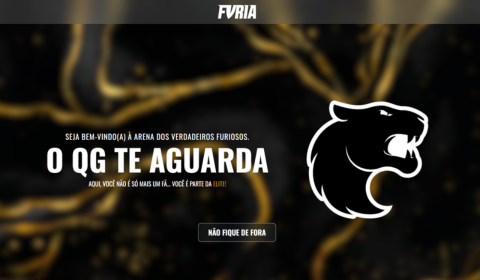 FURIA
SEJA BEM-VINDO(A) À ARENA DOS VERDADEIROS FURIOSOS.
O QG TE AGUARDA
AQUI, VOCÊ NÃO É SÓ MAIS UM FÃ... VOCÊ É PARTE DA ELITE!
NÃO FIQUE DE FORA